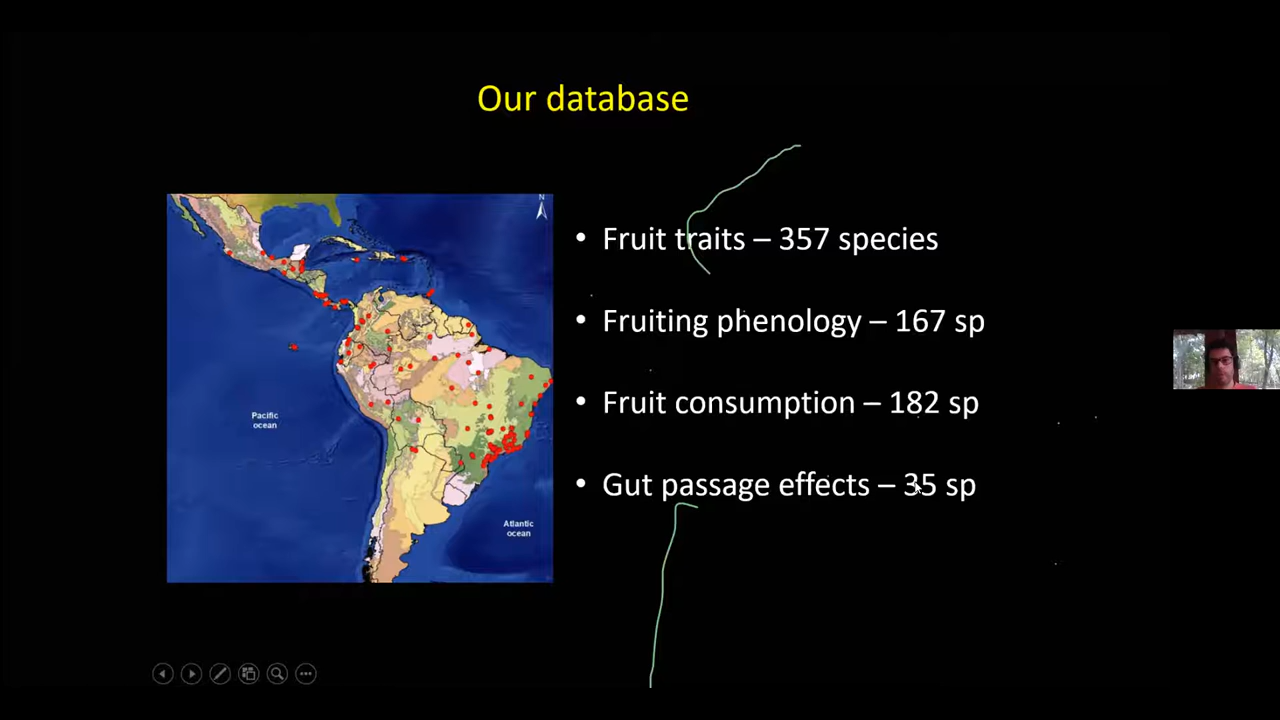 Our database
N
Pacific
ocean
Atlantic
ocean
• Fruit traits – 357 species
• Fruiting phenology – 167 sp
• Fruit consumption – 182 sp
• Gut passage effects – 35 sp